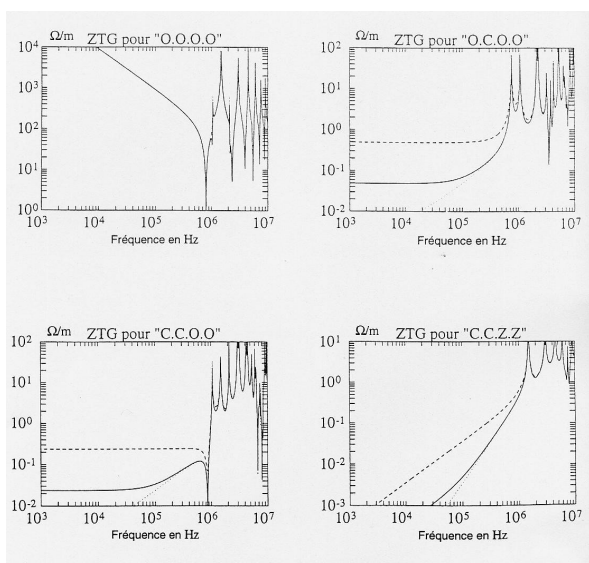 Ω/m ZTG pour "O.O.O.O"
10^4
10^3
10^2
10^1
10^0
10^3 10^4 10^5 10^6 10^7
Fréquence en Hz
Ω/m ZTG pour "O.C.O.O"
10^2
10^1
10^0
10^-1
10^-2
10^3 10^4 10^5 10^6 10^7
Fréquence en Hz
Ω/m ZTG pour "C.C.O.O"
10^2
10^1
10^0
10^-1
10^-2
10^3 10^4 10^5 10^6 10^7
Fréquence en Hz
Ω/m ZTG pour "C.C.Z.Z"
10^1
10^0
10^-1
10^-2
10^-3
10^3 10^4 10^5 10^6 10^7
Fréquence en Hz